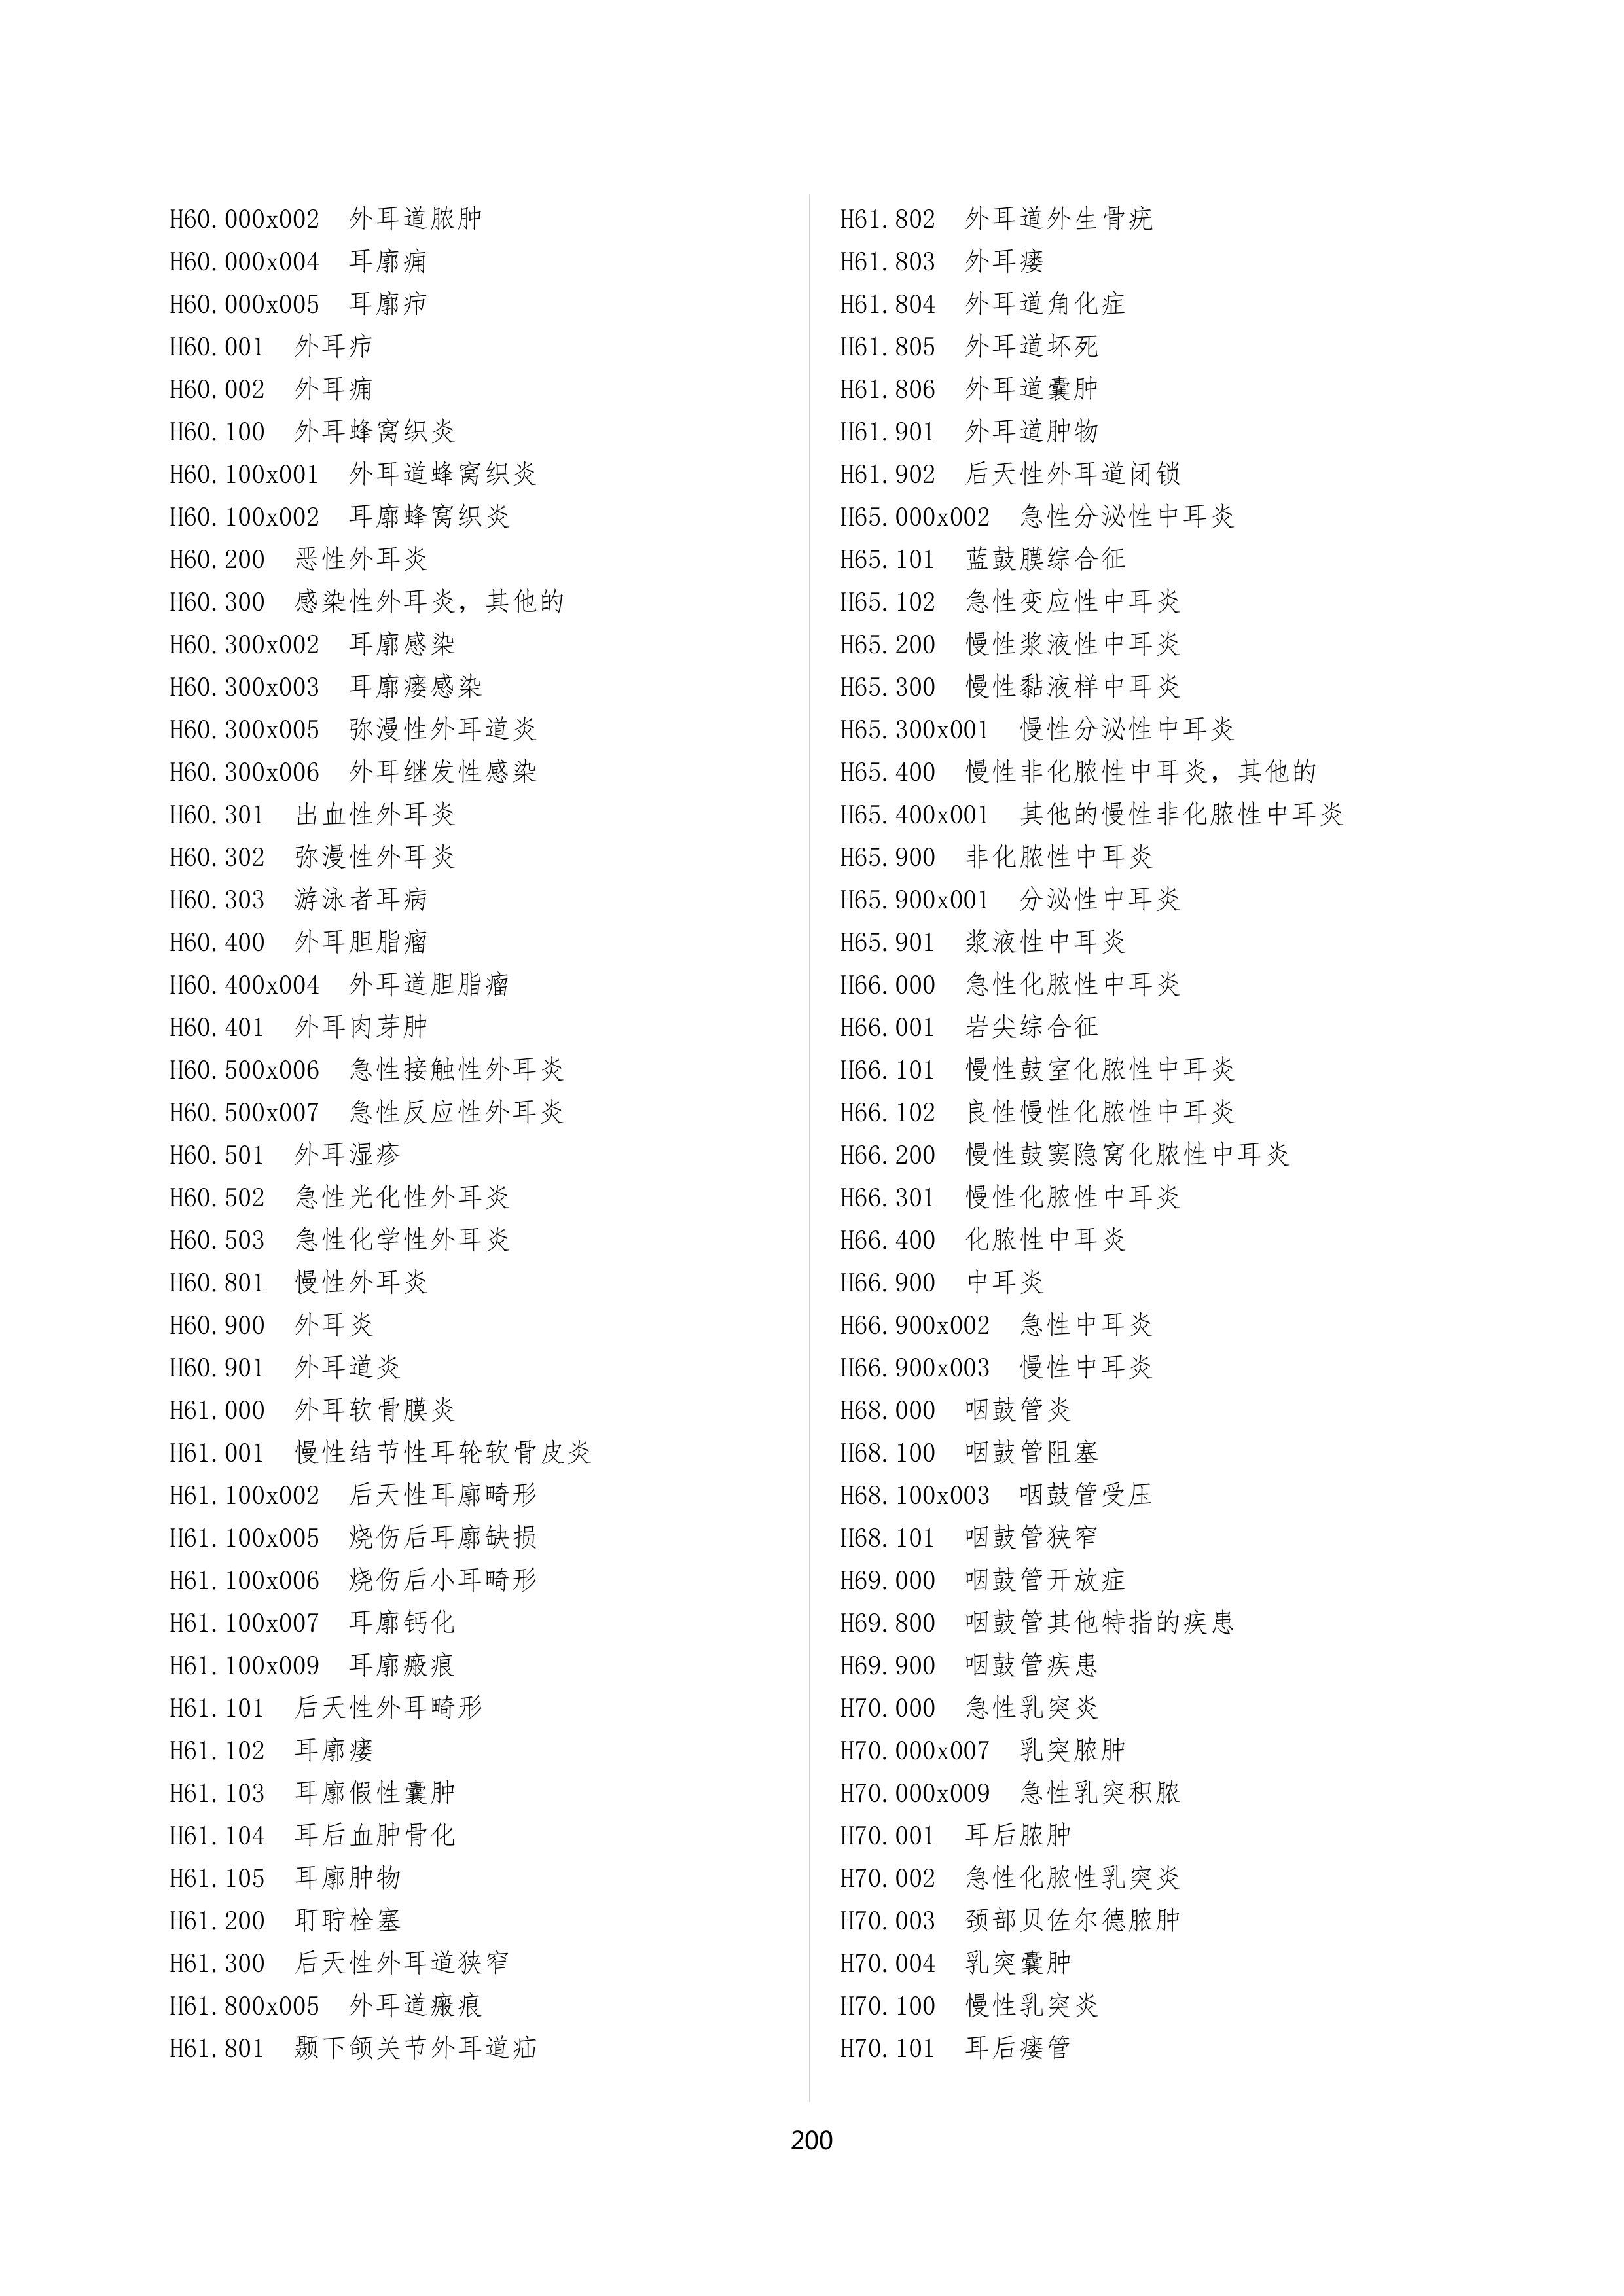 H60.000x002 外耳道脓肿
H60.000x004 耳廓痈
H60.000x005 耳廓疖
H60.001 外耳疖
H60.002 外耳痈
H60.100 外耳蜂窝织炎
H60.100x001 外耳道蜂窝织炎
H60.100x002 耳廓蜂窝织炎
H60.200 恶性外耳炎
H60.300 感染性外耳炎，其他的
H60.300x002 耳廓感染
H60.300x003 耳廓瘘感染
H60.300x005 弥漫性外耳道炎
H60.300x006 外耳继发性感染
H60.301 出血性外耳炎
H60.302 弥漫性外耳炎
H60.303 游泳者耳病
H60.400 外耳胆脂瘤
H60.400x004 外耳道胆脂瘤
H60.401 外耳肉芽肿
H60.500x006 急性接触性外耳炎
H60.500x007 急性反应性外耳炎
H60.501 外耳湿疹
H60.502 急性光化性外耳炎
H60.503 急性化学性外耳炎
H60.801 慢性外耳炎
H60.900 外耳炎
H60.901 外耳道炎
H61.000 外耳软骨膜炎
H61.001 慢性结节性耳轮软骨皮炎
H61.100x002 后天性耳廓畸形
H61.100x005 烧伤后耳廓缺损
H61.100x006 烧伤后小耳畸形
H61.100x007 耳廓钙化
H61.100x009 耳廓瘢痕
H61.101 后天性外耳畸形
H61.102 耳廓瘘
H61.103 耳廓假性囊肿
H61.104 耳后血肿骨化
H61.105 耳廓肿物
H61.200 耵聍栓塞
H61.300 后天性外耳道狭窄
H61.800x005 外耳道瘢痕
H61.801 颞下颌关节外耳道疝
H61.802 外耳道外生骨疣
H61.803 外耳瘘
H61.804 外耳道角化症
H61.805 外耳道坏死
H61.806 外耳道囊肿
H61.901 外耳道肿物
H61.902 后天性外耳道闭锁
H65.000x002 急性分泌性中耳炎
H65.101 蓝鼓膜综合征
H65.102 急性变应性中耳炎
H65.200 慢性浆液性中耳炎
H65.300 慢性黏液样中耳炎
H65.300x001 慢性分泌性中耳炎
H65.400 慢性非化脓性中耳炎，其他的
H65.400x001 其他的慢性非化脓性中耳炎
H65.900 非化脓性中耳炎
H65.900x001 分泌性中耳炎
H65.901 浆液性中耳炎
H66.000 急性化脓性中耳炎
H66.001 岩尖综合征
H66.101 慢性鼓室化脓性中耳炎
H66.102 良性慢性化脓性中耳炎
H66.200 慢性鼓窦隐窝化脓性中耳炎
H66.301 慢性化脓性中耳炎
H66.400 化脓性中耳炎
H66.900 中耳炎
H66.900x002 急性中耳炎
H66.900x003 慢性中耳炎
H68.000 咽鼓管炎
H68.100 咽鼓管阻塞
H68.100x003 咽鼓管受压
H68.101 咽鼓管狭窄
H69.000 咽鼓管开放症
H69.800 咽鼓管其他特指的疾患
H69.900 咽鼓管疾患
H70.000 急性乳突炎
H70.000x007 乳突脓肿
H70.000x009 急性乳突积脓
H70.001 耳后脓肿
H70.002 急性化脓性乳突炎
H70.003 颈部贝佐尔德脓肿
H70.004 乳突囊肿
H70.100 慢性乳突炎
H70.101 耳后瘘管
200